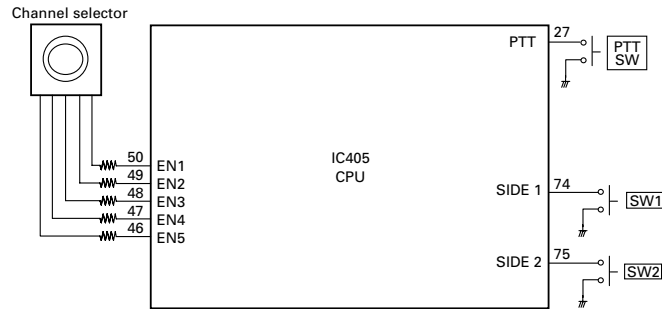 Channel selector
27
PTT
PTT
SW
50
EN1
49
EN2
48
EN3
47
EN4
46
EN5
IC405
CPU
SIDE 1
74
SW1
SIDE 2
75
SW2